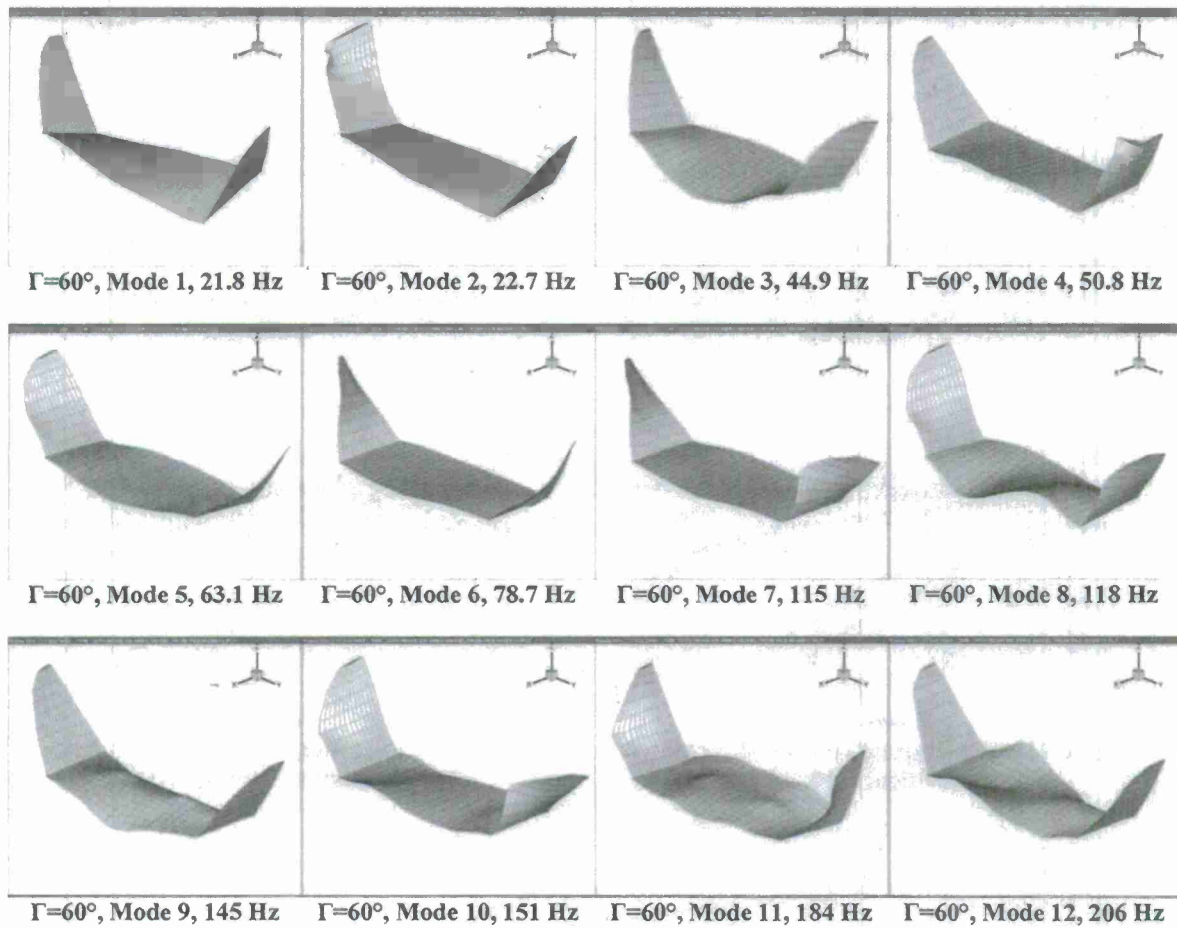 Γ=60°, Mode 1, 21.8 Hz
Γ=60°, Mode 2, 22.7 Hz
Γ=60°, Mode 3, 44.9 Hz
Γ=60°, Mode 4, 50.8 Hz
Γ=60°, Mode 5, 63.1 Hz
Γ=60°, Mode 6, 78.7 Hz
Γ=60°, Mode 7, 115 Hz
Γ=60°, Mode 8, 118 Hz
Γ=60°, Mode 9, 145 Hz
Γ=60°, Mode 10, 151 Hz
Γ=60°, Mode 11, 184 Hz
Γ=60°, Mode 12, 206 Hz